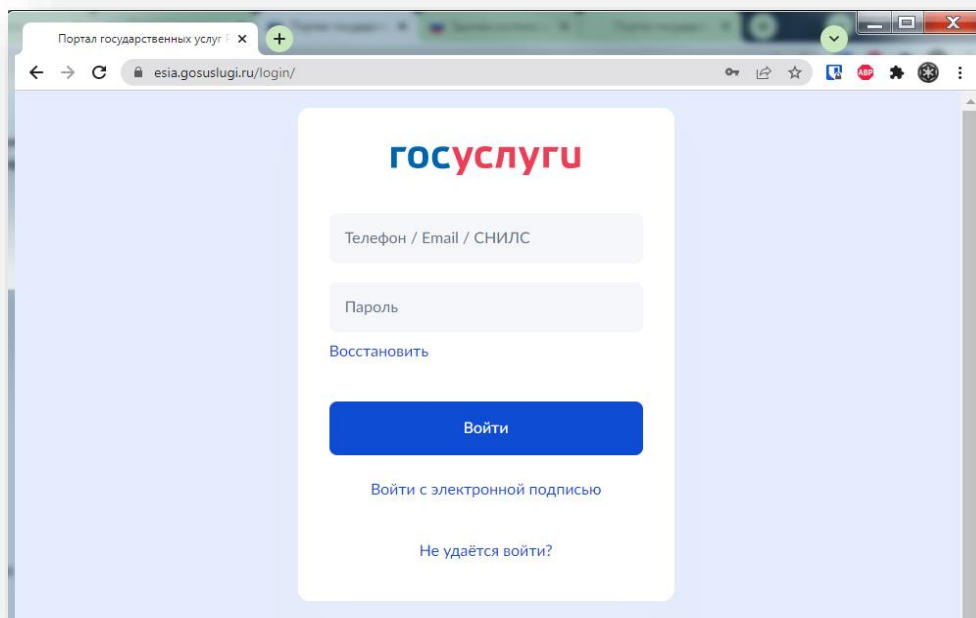 Портал государственных услуг Р
esia.gosuslugi.ru/login/
ABP
госуслуги
Телефон / Email / СНИЛС
Пароль
Восстановить
Войти
Войти с электронной подписью
Не удаётся войти?